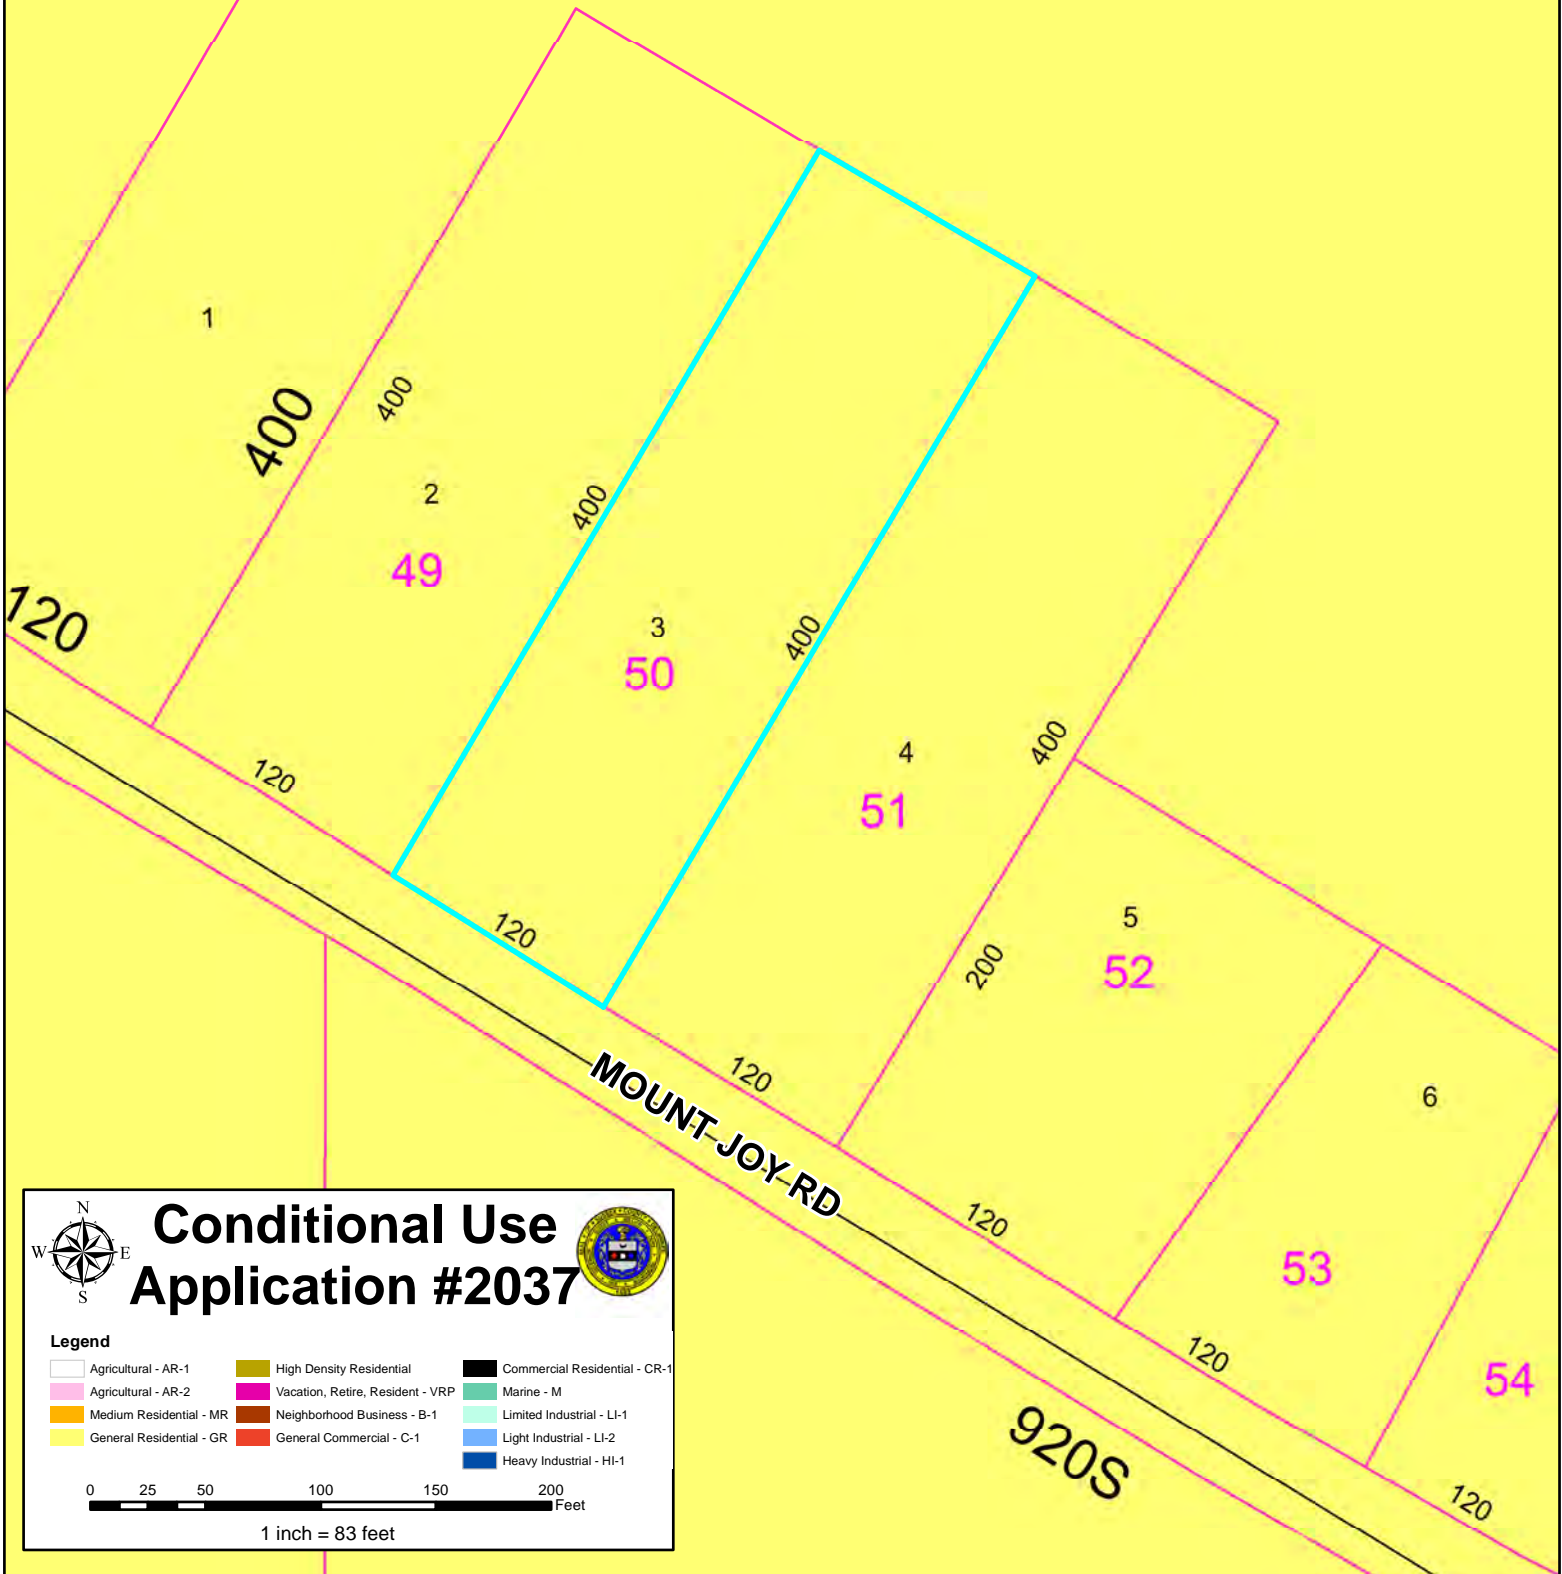 1
400
400
2
49
400
3
50
400
120
120
4
51
400
120
5
52
200
6
120
MOUNT JOY RD
120
53
120
54
920S
120
N
W E
S
Conditional Use
Application #2037
Legend
Agricultural - AR-1
Agricultural - AR-2
Medium Residential - MR
General Residential - GR
High Density Residential
Vacation, Retire, Resident - VRP
Neighborhood Business - B-1
General Commercial - C-1
Commercial Residential - CR-1
Marine - M
Limited Industrial - LI-1
Light Industrial - LI-2
Heavy Industrial - HI-1
0 25 50 100 150 200
Feet
1 inch = 83 feet